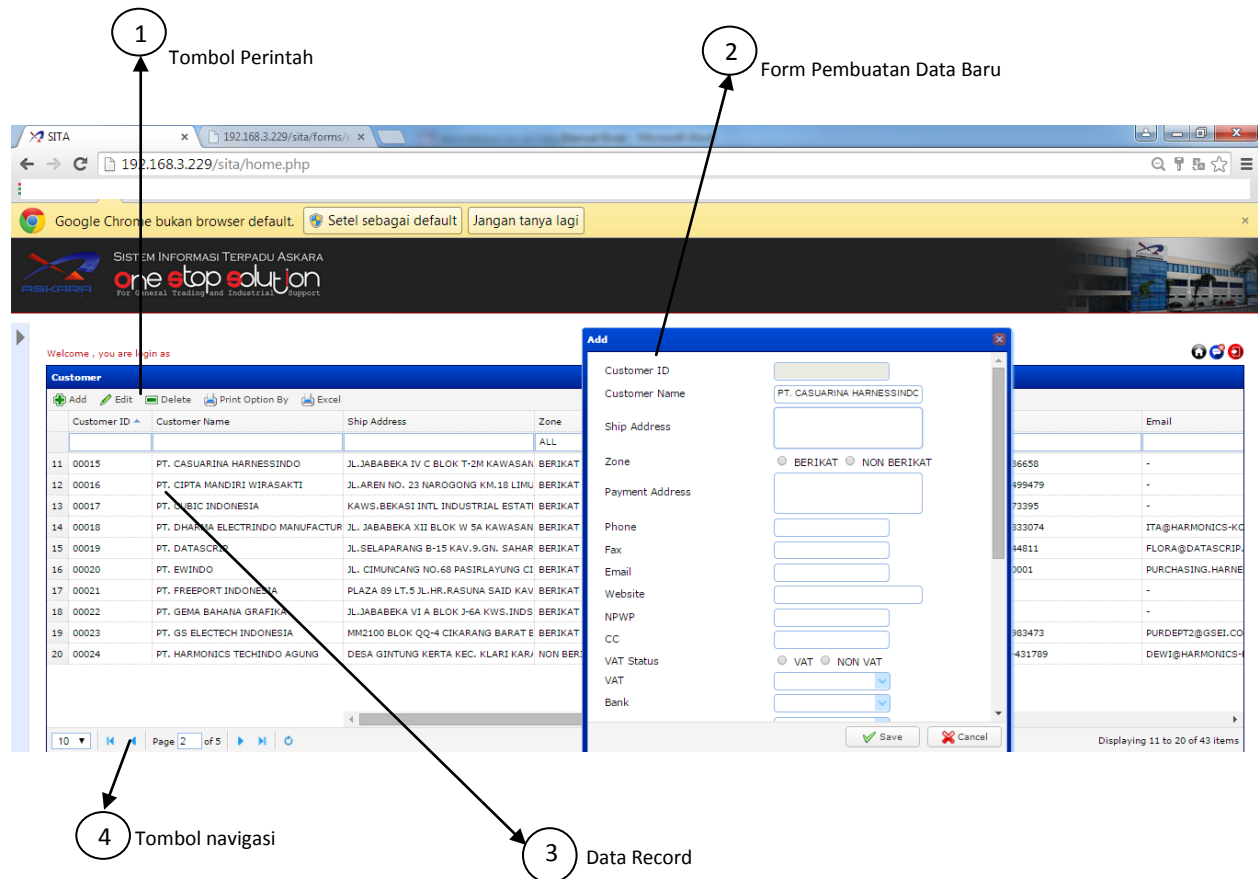 1
Tombol Perintah
2
Form Pembuatan Data Baru
SITA
192.168.3.229/sita/forms/
192.168.3.229/sita/home.php
Google Chrome bukan browser default. Setel sebagai default Jangan tanya lagi
SISTEM INFORMASI TERPADU ASKARA
one stop solution
For General Trading and Industrial Support
ASKARA
Welcome , you are login as
Customer
Add Edit Delete Print Option By Excel
Customer ID Customer Name Ship Address Zone Email
ALL
11 00015 PT. CASUARINA HARNESSINDO JL.JABABEKA IV C BLOK T-2M KAWASAN BERIKAT 36658 -
12 00016 PT. CIPTA MANDIRI WIRASAKTI JL.AREN NO. 23 NAROGONG KM.18 LIMU BERIKAT 499479 -
13 00017 PT. CUBIC INDONESIA KAWS.BEKASI INTL INDUSTRIAL ESTATI BERIKAT 73395 -
14 00018 PT. DHARMA ELECTRINDO MANUFACTUR JL. JABABEKA XII BLOK W 5A KAWASAN BERIKAT 333074 ITA@HARMONICS-KC
15 00019 PT. DATASCRIP JL.SELAPARANG B-15 KAV.9.GN. SAHAR BERIKAT 44811 FLORA@DATASCRIP.
16 00020 PT. EWINDO JL. CIMUNCANG NO.68 PASIRLAYUNG CI BERIKAT 0001 PURCHASING.HARNE
17 00021 PT. FREEPORT INDONESIA PLAZA 89 LT.5 JL.HR.RASUNA SAID KAV BERIKAT -
18 00022 PT. GEMA BAHANA GRAFIKA JL.JABABEKA VI A BLOK J-6A KWS.INDS BERIKAT -
19 00023 PT. GS ELECTECH INDONESIA MM2100 BLOK QQ-4 CIKARANG BARAT B BERIKAT 983473 PURDEPT2@GSEI.CO
20 00024 PT. HARMONICS TECHINDO AGUNG DESA GINTUNG KERTA KEC. KLARI KAR NON BER -431789 DEWI@HARMONICS-
10 Page 2 of 5 Displaying 11 to 20 of 43 items
Add
Customer ID
Customer Name PT. CASUARINA HARNESSINDO
Ship Address
Zone BERIKAT NON BERIKAT
Payment Address
Phone
Fax
Email
Website
NPWP
CC
VAT Status VAT NON VAT
VAT
Bank
Save Cancel
4
Tombol navigasi
3
Data Record